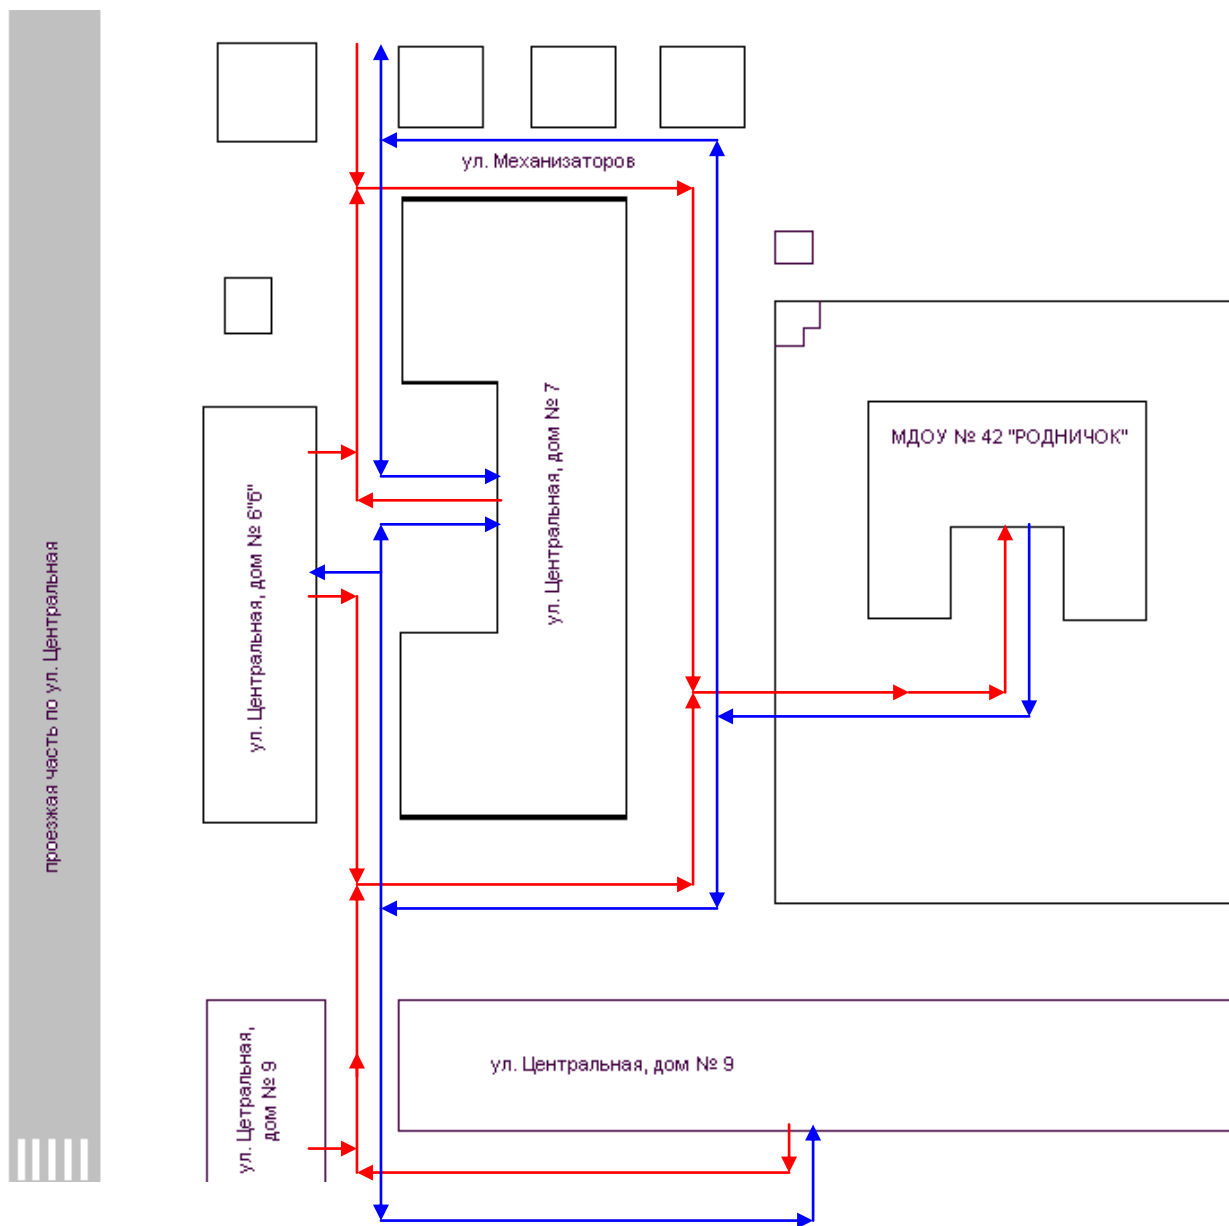 ул. Механизаторов
МДОУ № 42 "РОДНИЧОК"
ул. Центральная, дом № 7
ул. Центральная, дом № 6"б"
проезжая часть по ул. Центральная
ул. Цетральная,
дом № 9
ул. Центральная, дом № 9